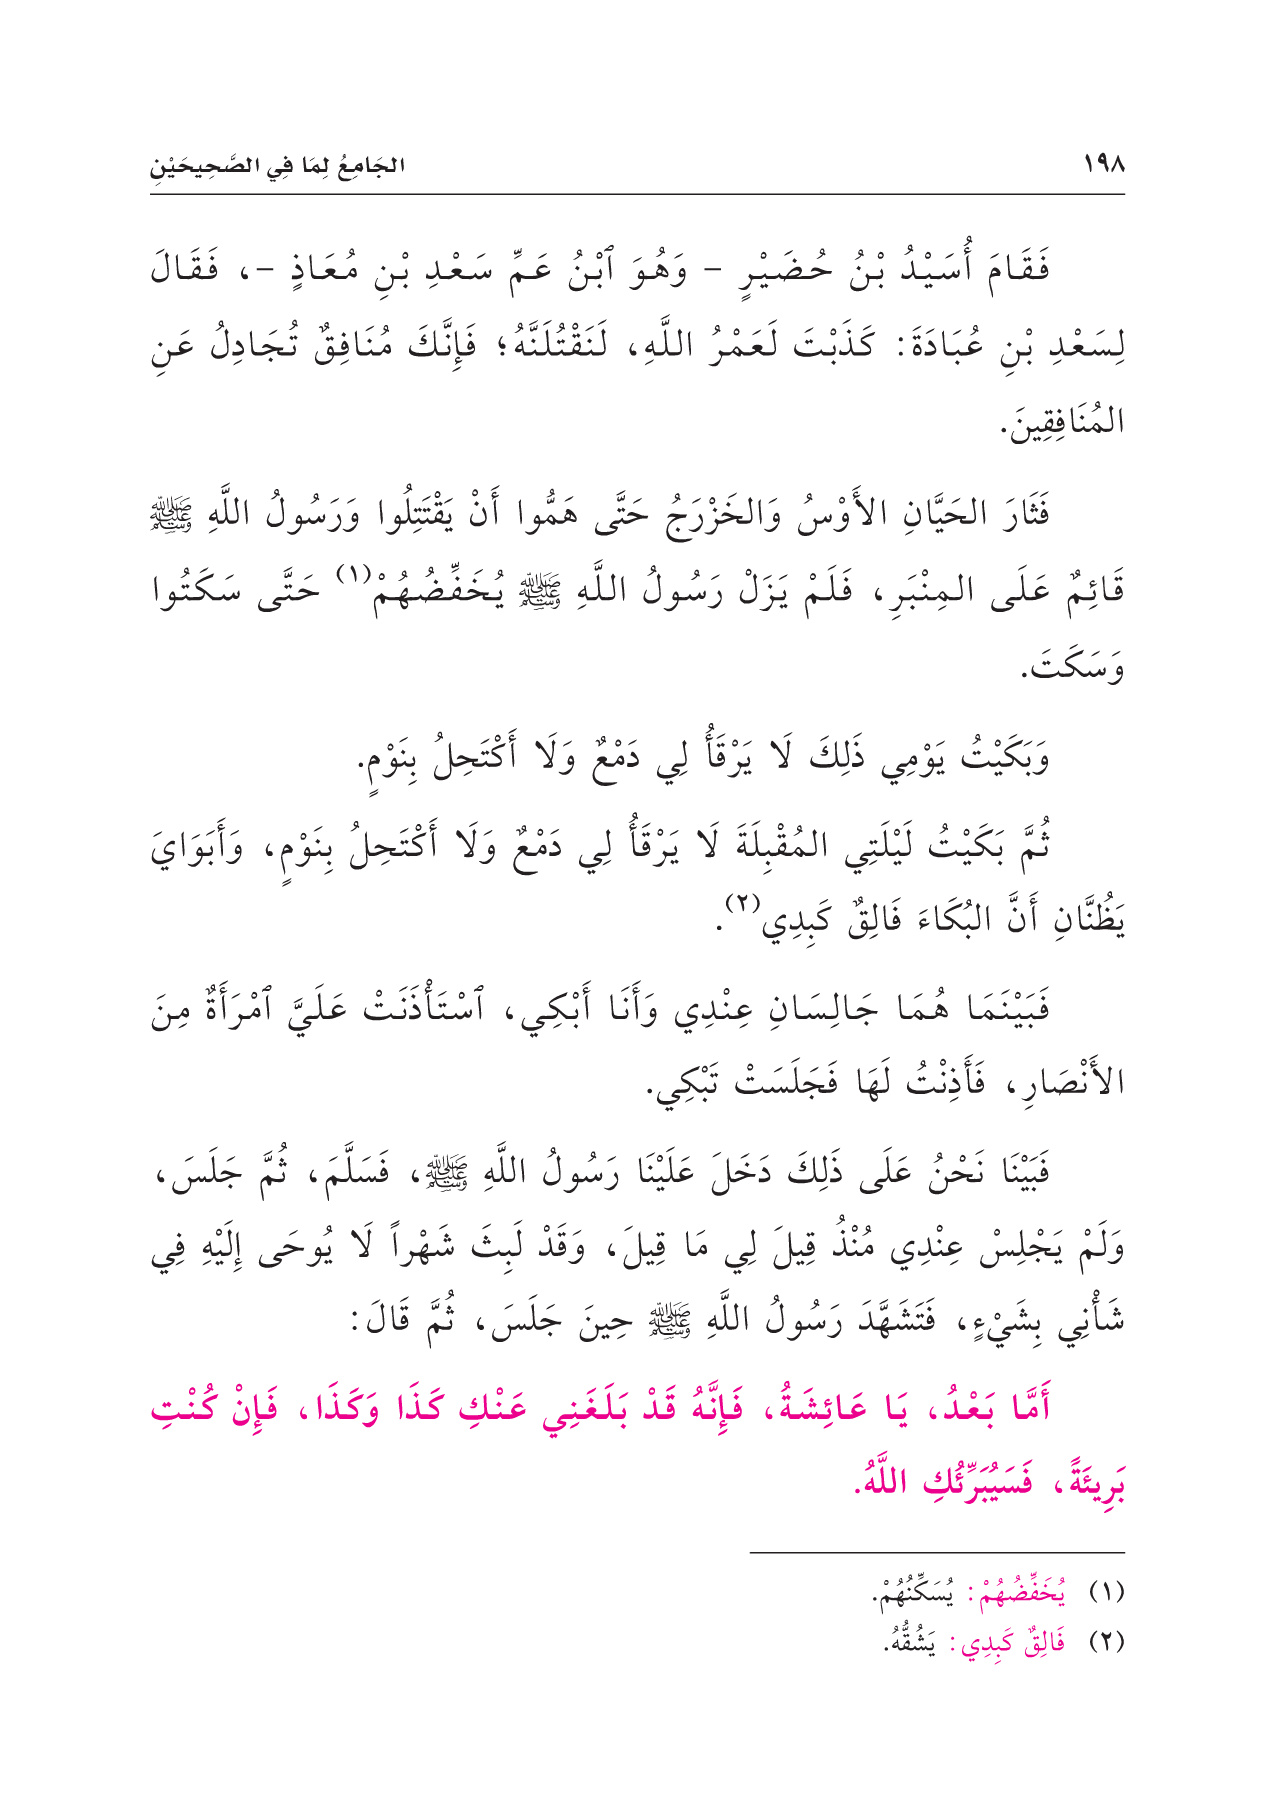 ١٩٨
الجَامِعُ لِمَا فِي الصَّحِيحَيْنِ
فَقَامَ أُسَيْدُ بْنُ حُضَيْرٍ – وَهُوَ ٱبْنُ عَمِّ سَعْدِ بْنِ مُعَاذٍ –، فَقَالَ
لِسَعْدِ بْنِ عُبَادَةَ: كَذَبْتَ لَعَمْرُ اللَّهِ، لَنَقْتُلَنَّهُ؛ فَإِنَّكَ مُنَافِقٌ تُجَادِلُ عَنِ
المُنَافِقِينَ.
فَثَارَ الحَيَّانِ الأَوْسُ وَالخَزْرَجُ حَتَّى هَمُّوا أَنْ يَقْتَتِلُوا وَرَسُولُ اللَّهِ ﷺ
قَائِمٌ عَلَى المِنْبَرِ، فَلَمْ يَزَلْ رَسُولُ اللَّهِ ﷺ يُخَفِّضُهُمْ(١) حَتَّى سَكَتُوا
وَسَكَتَ.
وَبَكَيْتُ يَوْمِي ذَلِكَ لَا يَرْقَأُ لِي دَمْعٌ وَلَا أَكْتَحِلُ بِنَوْمٍ.
ثُمَّ بَكَيْتُ لَيْلَتِي المُقْبِلَةَ لَا يَرْقَأُ لِي دَمْعٌ وَلَا أَكْتَحِلُ بِنَوْمٍ، وَأَبَوَايَ
يَظُنَّانِ أَنَّ البُكَاءَ فَالِقٌ كَبِدِي(٢).
فَبَيْنَمَا هُمَا جَالِسَانِ عِنْدِي وَأَنَا أَبْكِي، ٱسْتَأْذَنَتْ عَلَيَّ ٱمْرَأَةٌ مِنَ
الأَنْصَارِ، فَأَذِنْتُ لَهَا فَجَلَسَتْ تَبْكِي.
فَبَيْنَا نَحْنُ عَلَى ذَلِكَ دَخَلَ عَلَيْنَا رَسُولُ اللَّهِ ﷺ، فَسَلَّمَ، ثُمَّ جَلَسَ،
وَلَمْ يَجْلِسْ عِنْدِي مُنْذُ قِيلَ لِي مَا قِيلَ، وَقَدْ لَبِثَ شَهْراً لَا يُوحَى إِلَيْهِ فِي
شَأْنِي بِشَيْءٍ، فَتَشَهَّدَ رَسُولُ اللَّهِ ﷺ حِينَ جَلَسَ، ثُمَّ قَالَ:
أَمَّا بَعْدُ، يَا عَائِشَةُ، فَإِنَّهُ قَدْ بَلَغَنِي عَنْكِ كَذَا وَكَذَا، فَإِنْ كُنْتِ
بَرِيئَةً، فَسَيُبَرِّئُكِ اللَّهُ.
(١) يُخَفِّضُهُمْ: يُسَكِّنُهُمْ.
(٢) فَالِقٌ كَبِدِي: يَشُقُّهُ.